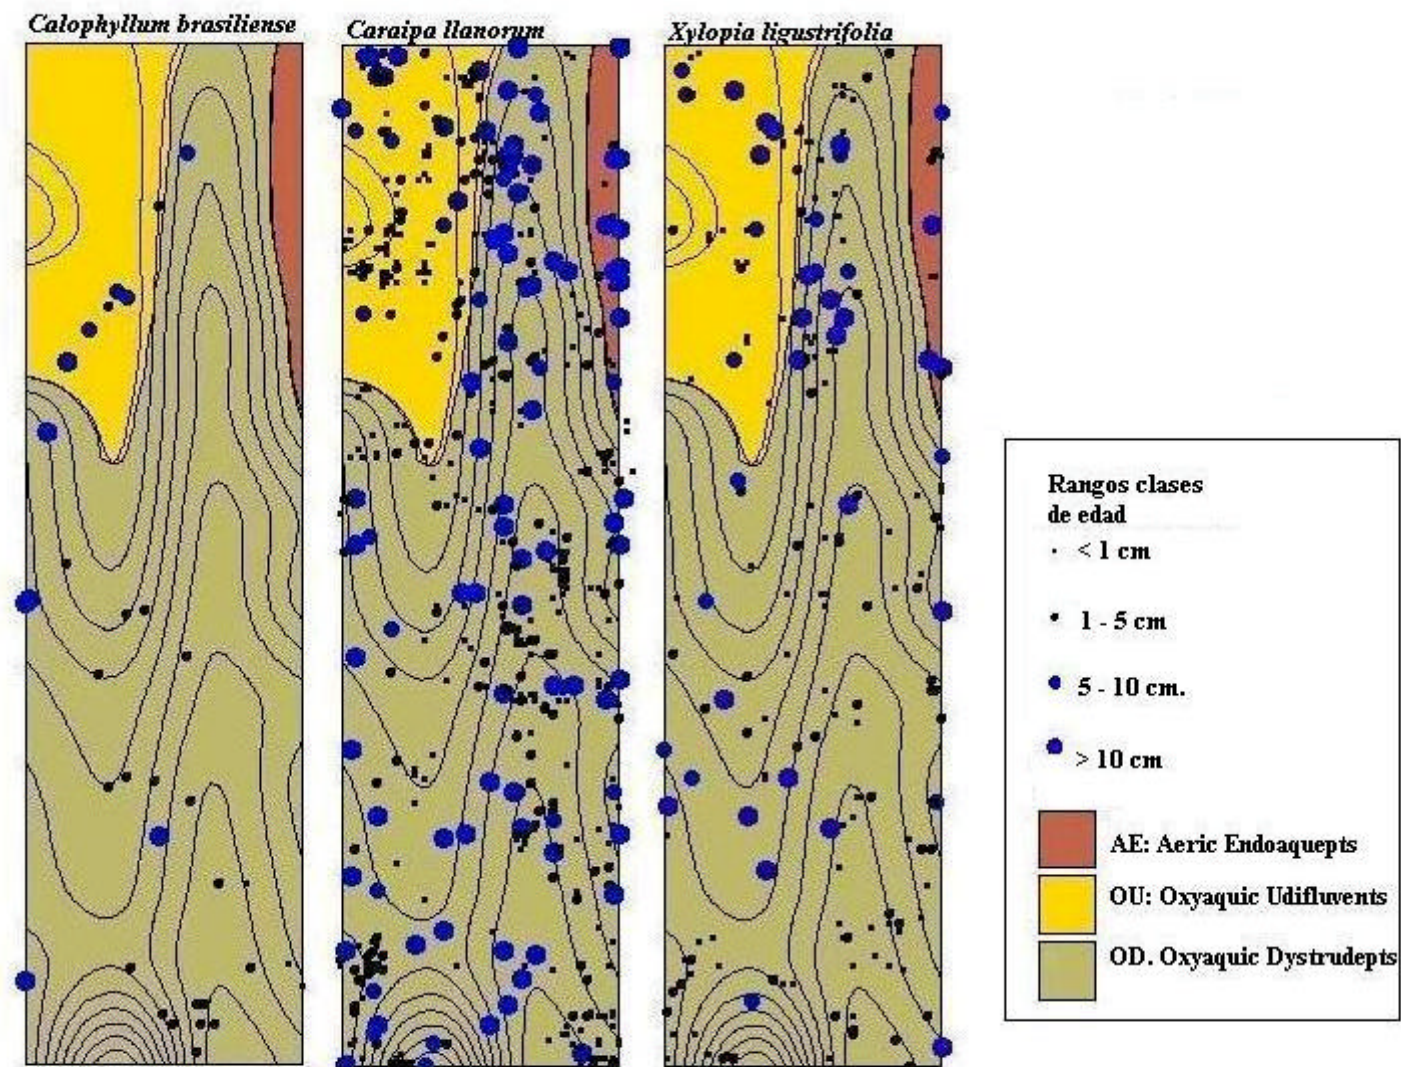 Calophyllum brasiliense
Caraipa llanorum
Xylopia ligustrifolia
Rangos clases
de edad
< 1 cm
1 - 5 cm
5 - 10 cm.
> 10 cm
AE: Aeric Endoaquepts
OU: Oxyaquic Udifluvents
OD. Oxyaquic Dystrudepts